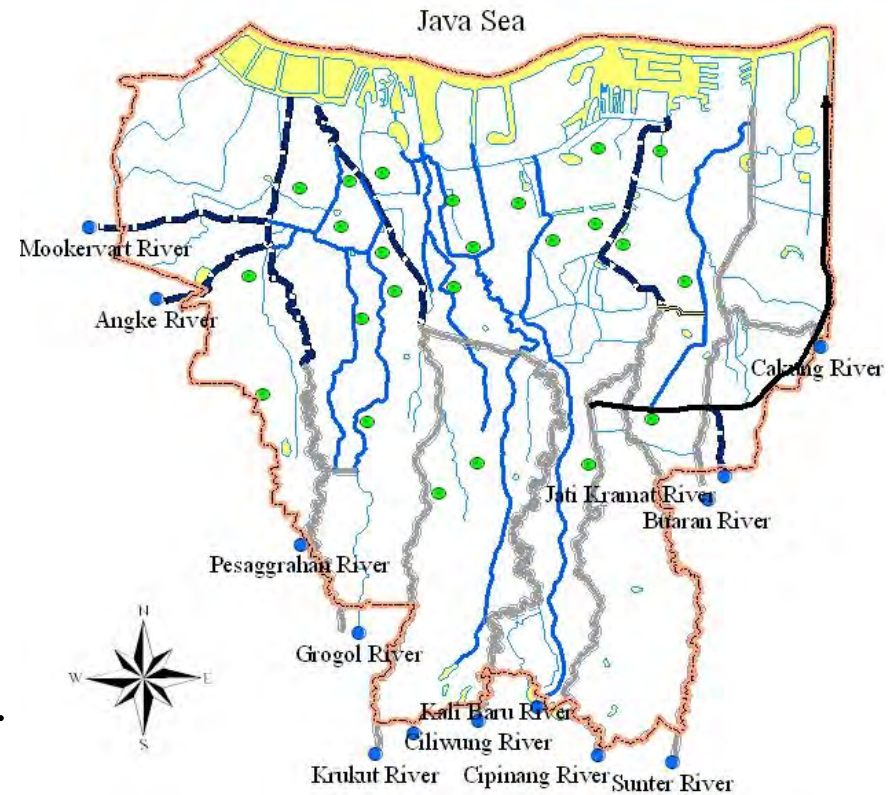 Java Sea
Mookervart River
Angke River
Cakung River
Jati Kramat River
Buaran River
Pesaggrahan River
N
W
E
S
Grogol River
Kali Baru River
Ciliwung River
Krukut River
Cipinang River
Sunter River